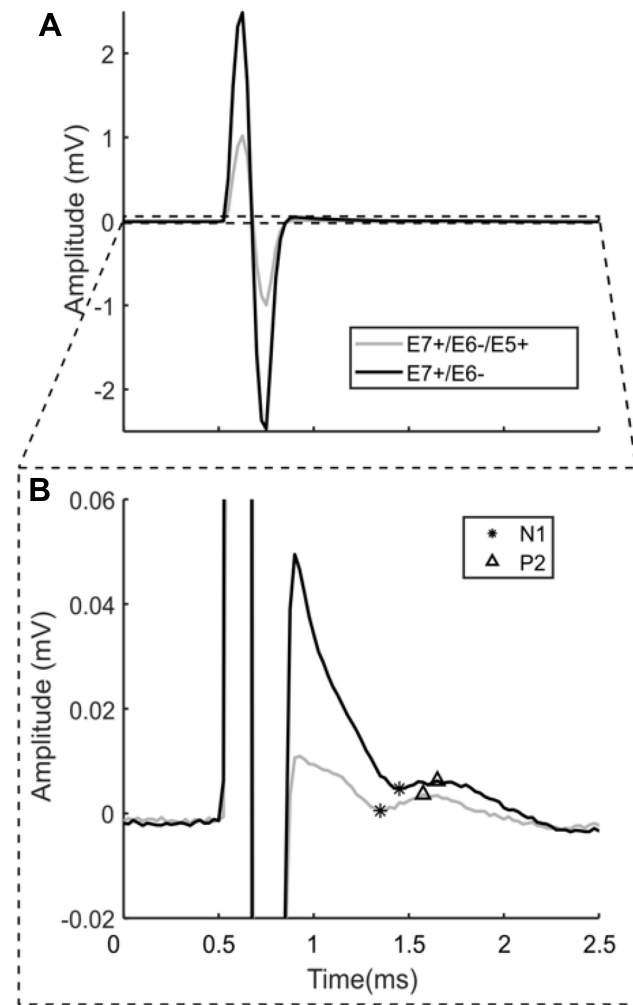 A
Amplitude (mV)
2
1
0
-1
-2
E7+/E6-/E5+
E7+/E6-
B
Amplitude (mV)
0.06
0.04
0.02
0
-0.02
N1
P2
0 0.5 1 1.5 2 2.5
Time(ms)